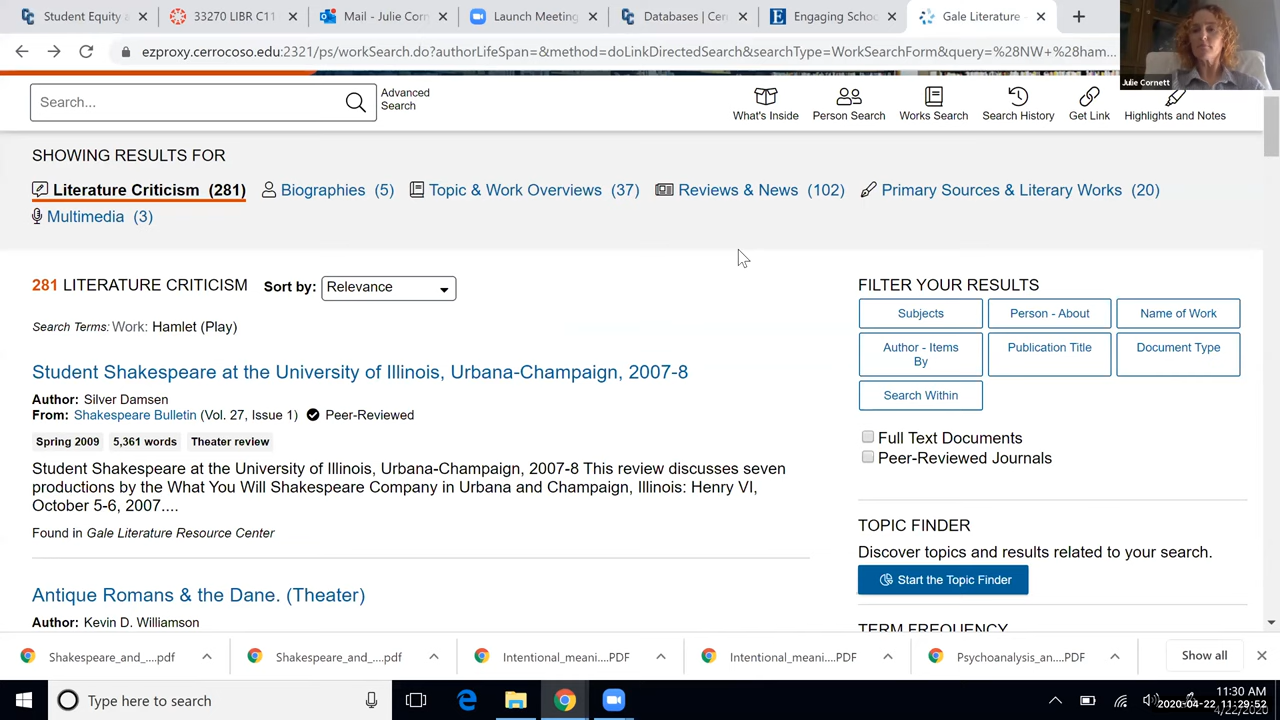 Student Equity
33270 LIBR C11
Mail - Julie Corn
Launch Meeting
Databases | Cer
Engaging Schoo
Gale Literature
ezproxy.cerrocoso.edu:2321/ps/workSearch.do?authorLifeSpan=&method=doLinkDirectedSearch&searchType=WorkSearchForm&query=%28NW+%28ham...
Julie Cornett
Search...
Advanced
Search
What's Inside
Person Search
Works Search
Search History
Get Link
Highlights and Notes
SHOWING RESULTS FOR
Literature Criticism (281) Biographies (5) Topic & Work Overviews (37) Reviews & News (102) Primary Sources & Literary Works (20)
Multimedia (3)
281 LITERATURE CRITICISM Sort by: Relevance
Search Terms: Work: Hamlet (Play)
Student Shakespeare at the University of Illinois, Urbana-Champaign, 2007-8
Author: Silver Damsen
From: Shakespeare Bulletin (Vol. 27, Issue 1) Peer-Reviewed
Spring 2009 5,361 words Theater review
Student Shakespeare at the University of Illinois, Urbana-Champaign, 2007-8 This review discusses seven
productions by the What You Will Shakespeare Company in Urbana and Champaign, Illinois: Henry VI,
October 5-6, 2007....
Found in Gale Literature Resource Center
Antique Romans & the Dane. (Theater)
Author: Kevin D. Williamson
FILTER YOUR RESULTS
Subjects
Person - About
Name of Work
Author - Items
By
Publication Title
Document Type
Search Within
Full Text Documents
Peer-Reviewed Journals
TOPIC FINDER
Discover topics and results related to your search.
Start the Topic Finder
TERM FREQUENCY
Shakespeare_and_....pdf
Shakespeare_and_....pdf
Intentional_meani....PDF
Intentional_meani....PDF
Psychoanalysis_an....PDF
Show all
Type here to search
11:30 AM
4/22/2020
2020-04-22 11:29:52